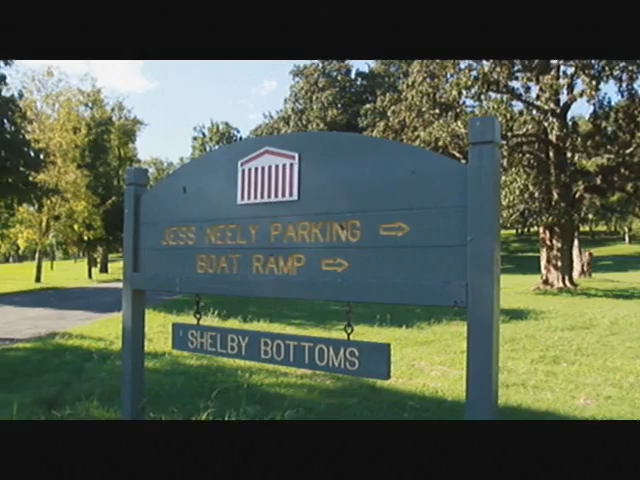 JESS NEELY PARKING ⇨
BOAT RAMP ⇨
SHELBY BOTTOMS